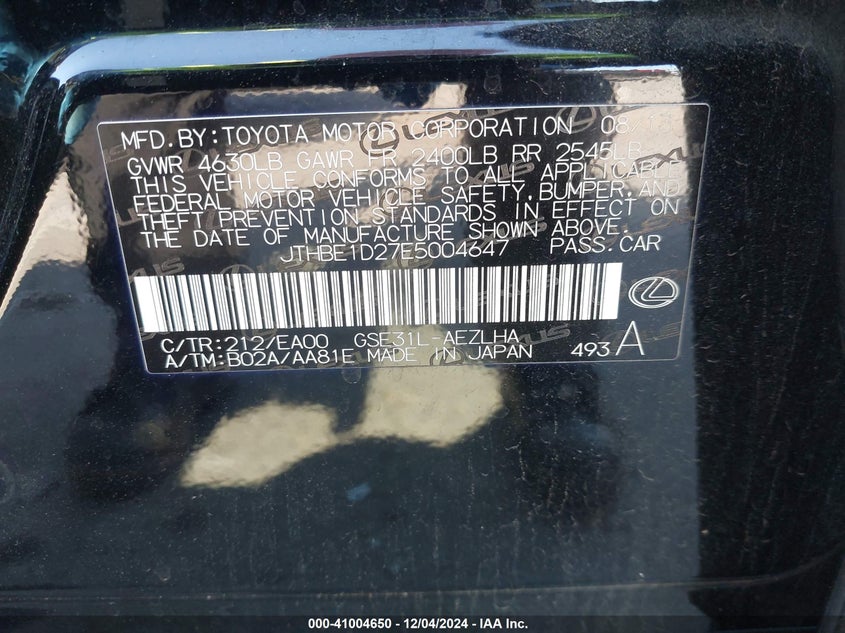 MFD.BY:TOYOTA MOTOR CORPORATION 08/13
GVWR 4630LB GAWR FR 2400LB RR 2545LB
THIS VEHICLE CONFORMS TO ALL APPLICABLE
FEDERAL MOTOR VEHICLE SAFETY,BUMPER,AND
THEFT PREVENTION STANDARDS IN EFFECT ON
THE DATE OF MANUFACTURE SHOWN ABOVE.
JTHBE1D27E5004647 PASS.CAR
C/TR:212/EA00 GSE31L-AEZLHA
A/TM:B02A/AA81E MADE IN JAPAN 493 A
000-41004650 - 12/04/2024 - IAA Inc.